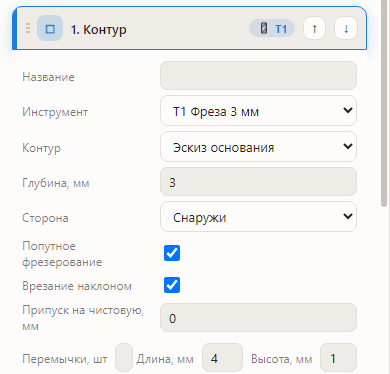 1. Контур T1 ↑ ↓
Название
Инструмент T1 Фреза 3 мм
Контур Эскиз основания
Глубина, мм 3
Сторона Снаружи
Попутное
фрезерование
Врезание наклоном
Припуск на чистовую,
мм 0
Перемычки, шт Длина, мм 4 Высота, мм 1